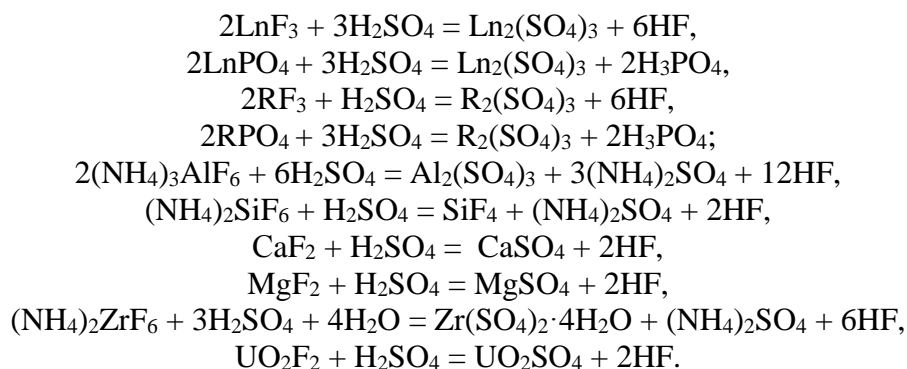 2LnF₃ + 3H₂SO₄ = Ln₂(SO₄)₃ + 6HF,
2LnPO₄ + 3H₂SO₄ = Ln₂(SO₄)₃ + 2H₃PO₄,
2RF₃ + H₂SO₄ = R₂(SO₄)₃ + 6HF,
2RPO₄ + 3H₂SO₄ = R₂(SO₄)₃ + 2H₃PO₄;
2(NH₄)₃AlF₆ + 6H₂SO₄ = Al₂(SO₄)₃ + 3(NH₄)₂SO₄ + 12HF,
(NH₄)₂SiF₆ + H₂SO₄ = SiF₄ + (NH₄)₂SO₄ + 2HF,
CaF₂ + H₂SO₄ = CaSO₄ + 2HF,
MgF₂ + H₂SO₄ = MgSO₄ + 2HF,
(NH₄)₂ZrF₆ + 3H₂SO₄ + 4H₂O = Zr(SO₄)₂·4H₂O + (NH₄)₂SO₄ + 6HF,
UO₂F₂ + H₂SO₄ = UO₂SO₄ + 2HF.